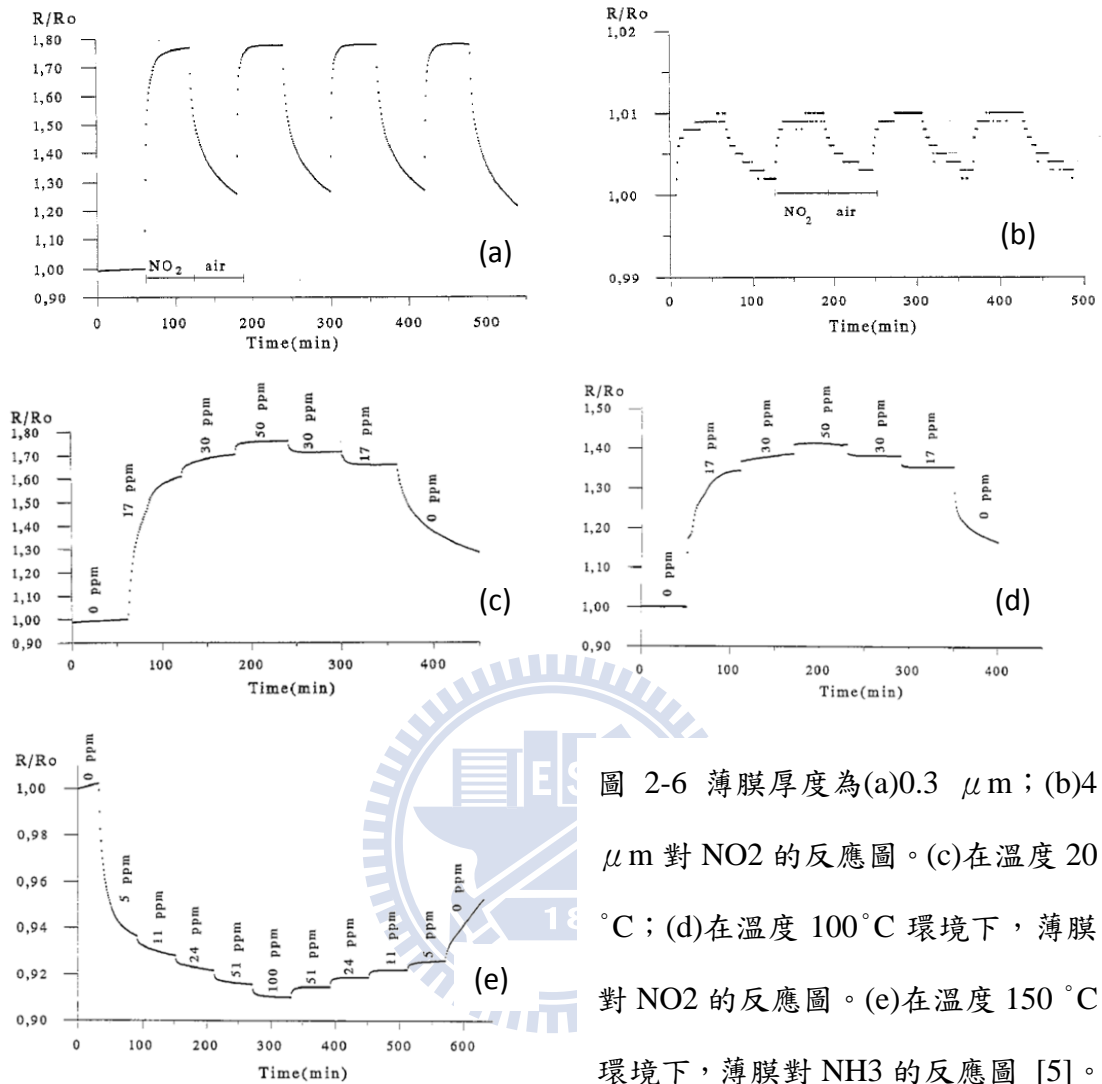 R/Ro
1,80
1,70
1,60
1,50
1,40
1,30
1,20
1,10
1,00
0,90
NO2 air
(a)
0 100 200 300 400 500
Time(min)
R/Ro
1,02
1,01
1,00
0,99
NO2 air
(b)
0 100 200 300 400 500
Time(min)
R/Ro
1,80
1,70
1,60
1,50
1,40
1,30
1,20
1,10
1,00
0,90
0 ppm
17 ppm
30 ppm
50 ppm
30 ppm
17 ppm
0 ppm
(c)
0 100 200 300 400
Time(min)
R/Ro
1,50
1,40
1,30
1,20
1,10
1,00
0,90
0 ppm
17 ppm
30 ppm
50 ppm
30 ppm
17 ppm
0 ppm
(d)
0 100 200 300 400
Time(min)
R/Ro
1,00
0,98
0,96
0,94
0,92
0,90
0 ppm
5 ppm
11 ppm
24 ppm
51 ppm
100 ppm
51 ppm
24 ppm
11 ppm
5 ppm
0 ppm
(e)
0 100 200 300 400 500 600
Time(min)
ES
18
圖 2-6 薄膜厚度為(a)0.3 μm；(b)4
μm 對 NO2 的反應圖。(c)在溫度 20
˚C；(d)在溫度 100˚C 環境下，薄膜
對 NO2 的反應圖。(e)在溫度 150 ˚C
環境下，薄膜對 NH3 的反應圖 [5]。